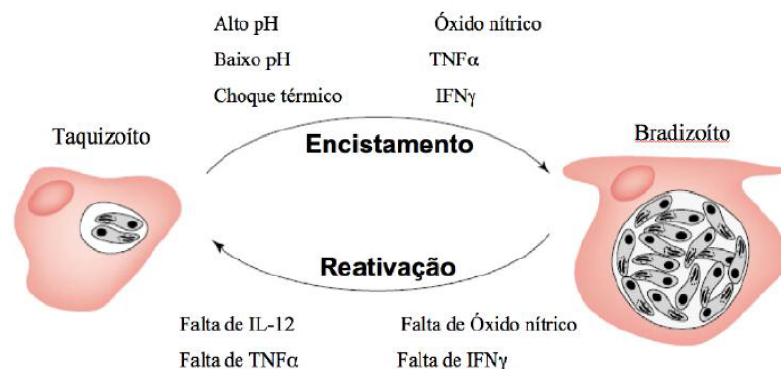 Alto pH Óxido nítrico
Baixo pH TNFα
Choque térmico IFNγ
Taquizoíto Encistamento Bradizoíto
Reativação
Falta de IL-12 Falta de Óxido nítrico
Falta de TNFα Falta de IFNγ